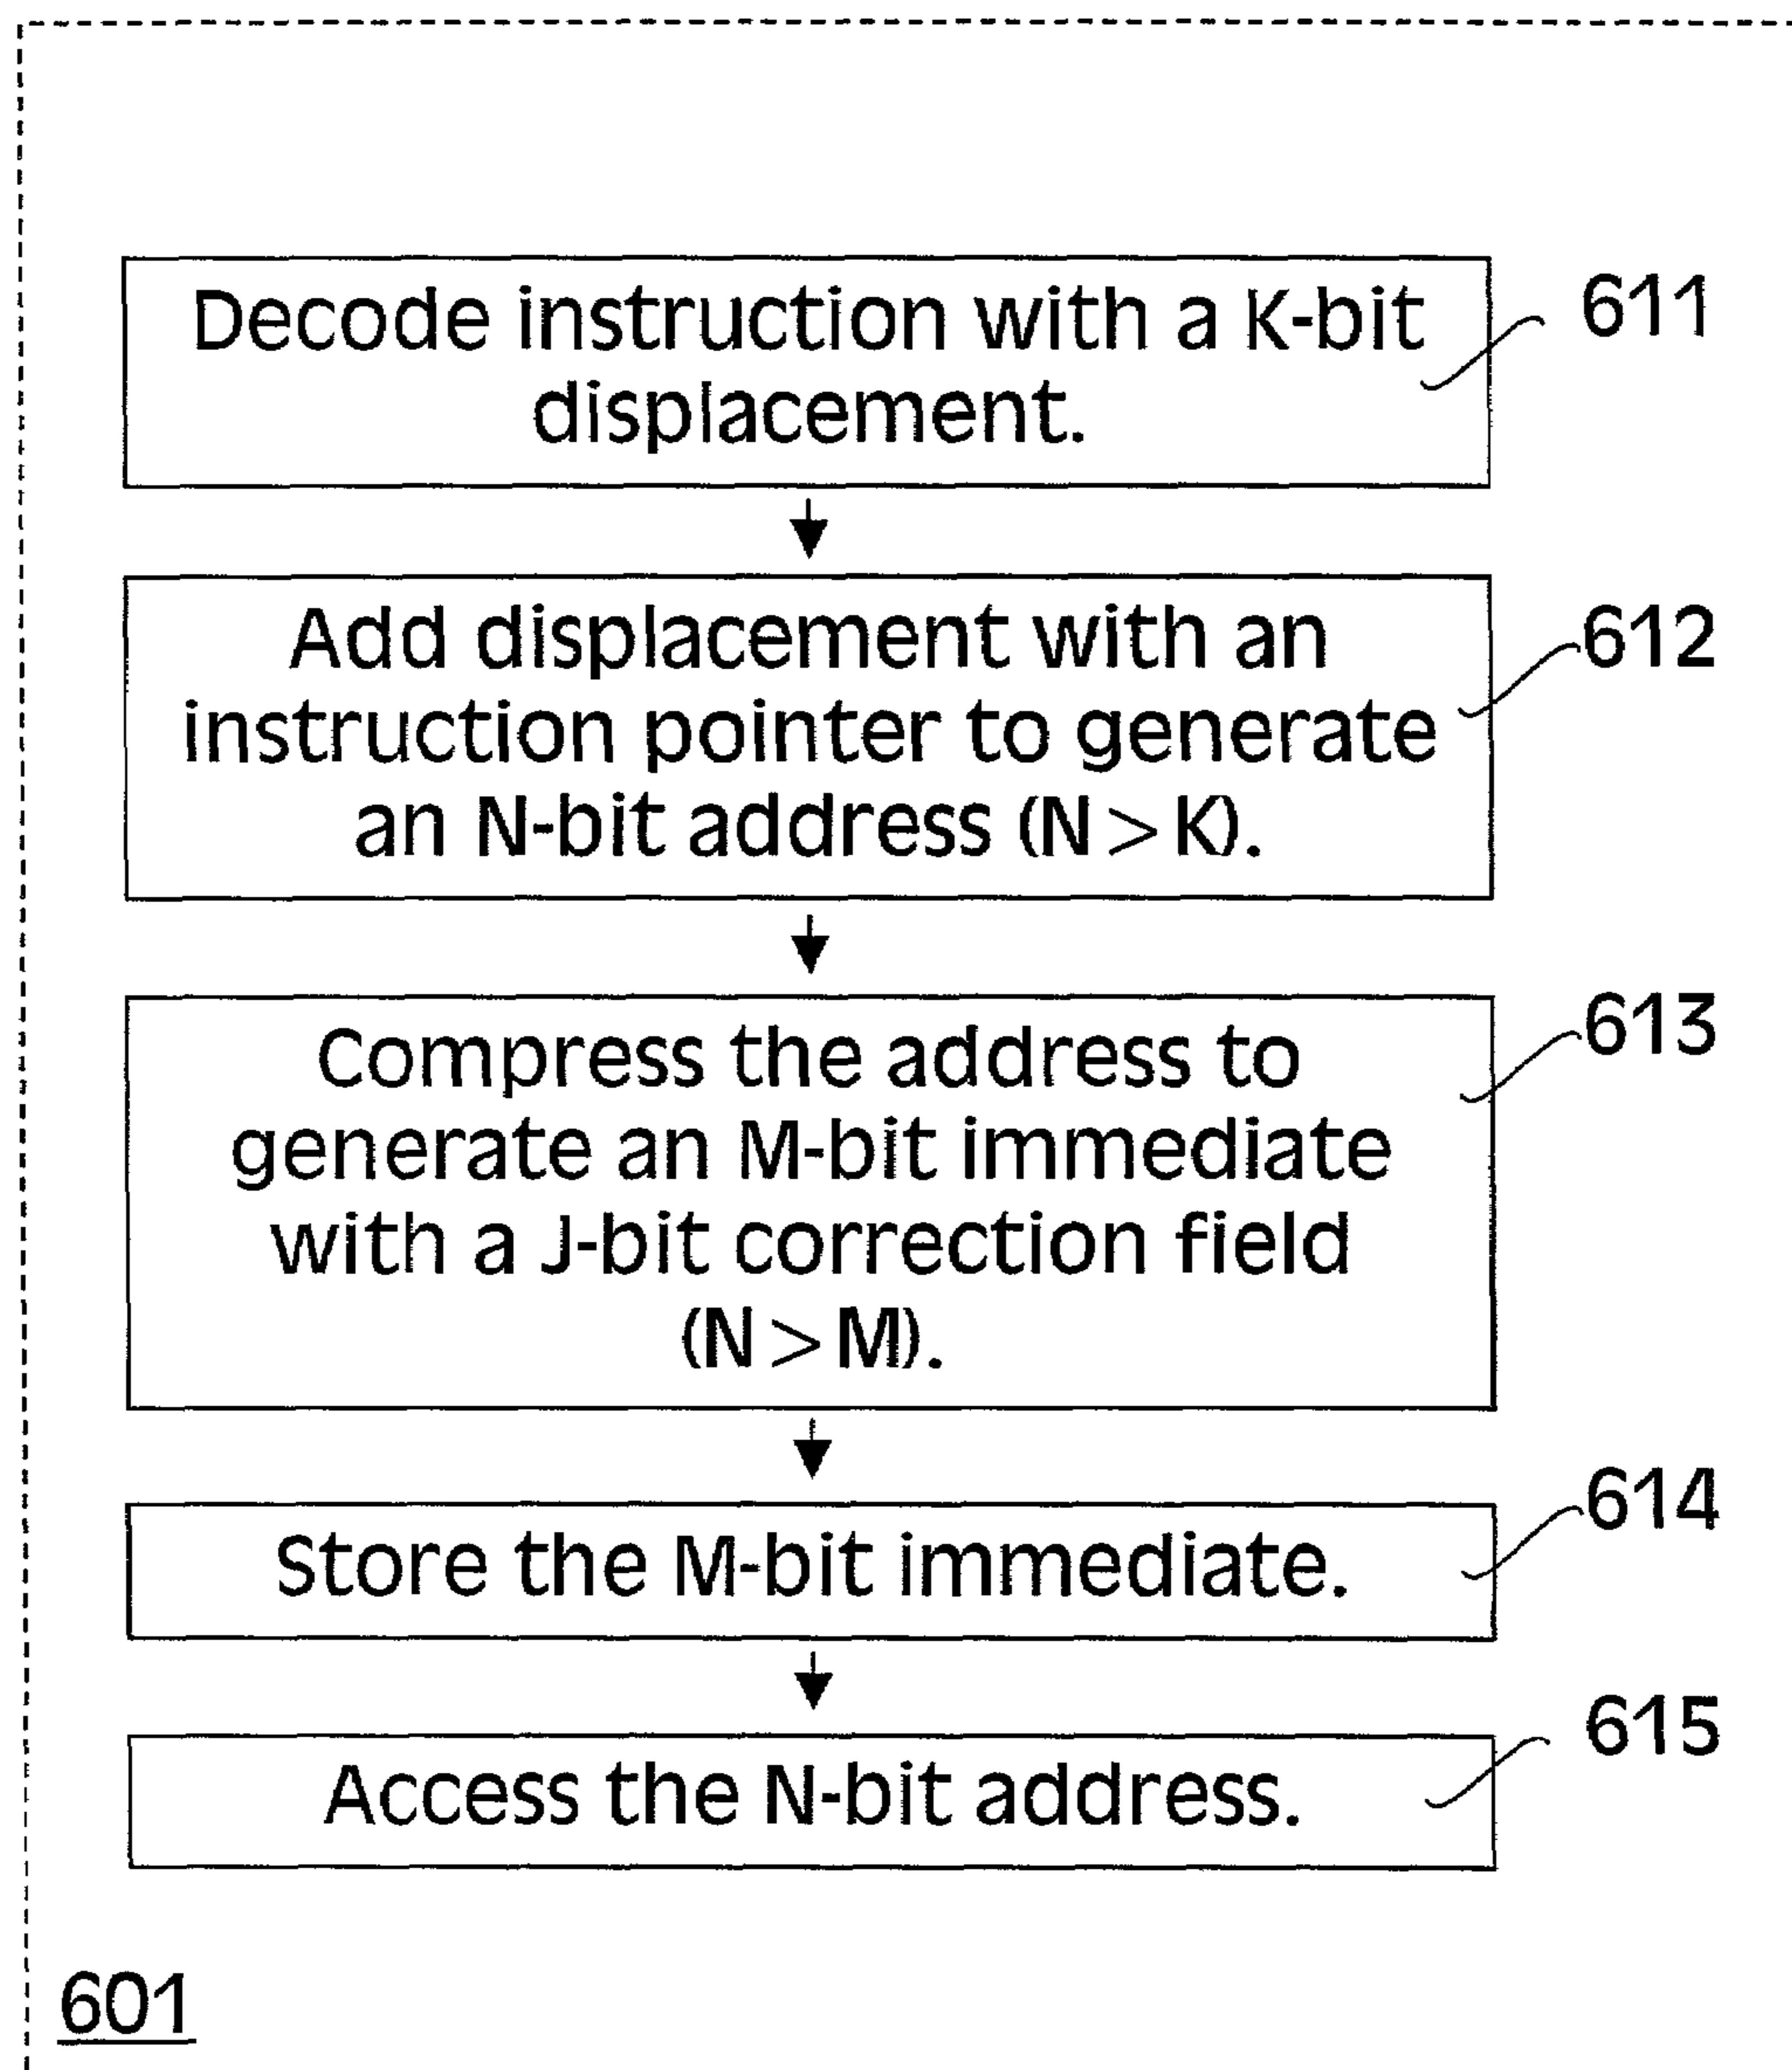 Decode instruction with a K-bit
displacement.
611
Add displacement with an
instruction pointer to generate
an N-bit address (N > K).
612
Compress the address to
generate an M-bit immediate
with a J-bit correction field
(N > M).
613
Store the M-bit immediate.
614
Access the N-bit address.
615
601